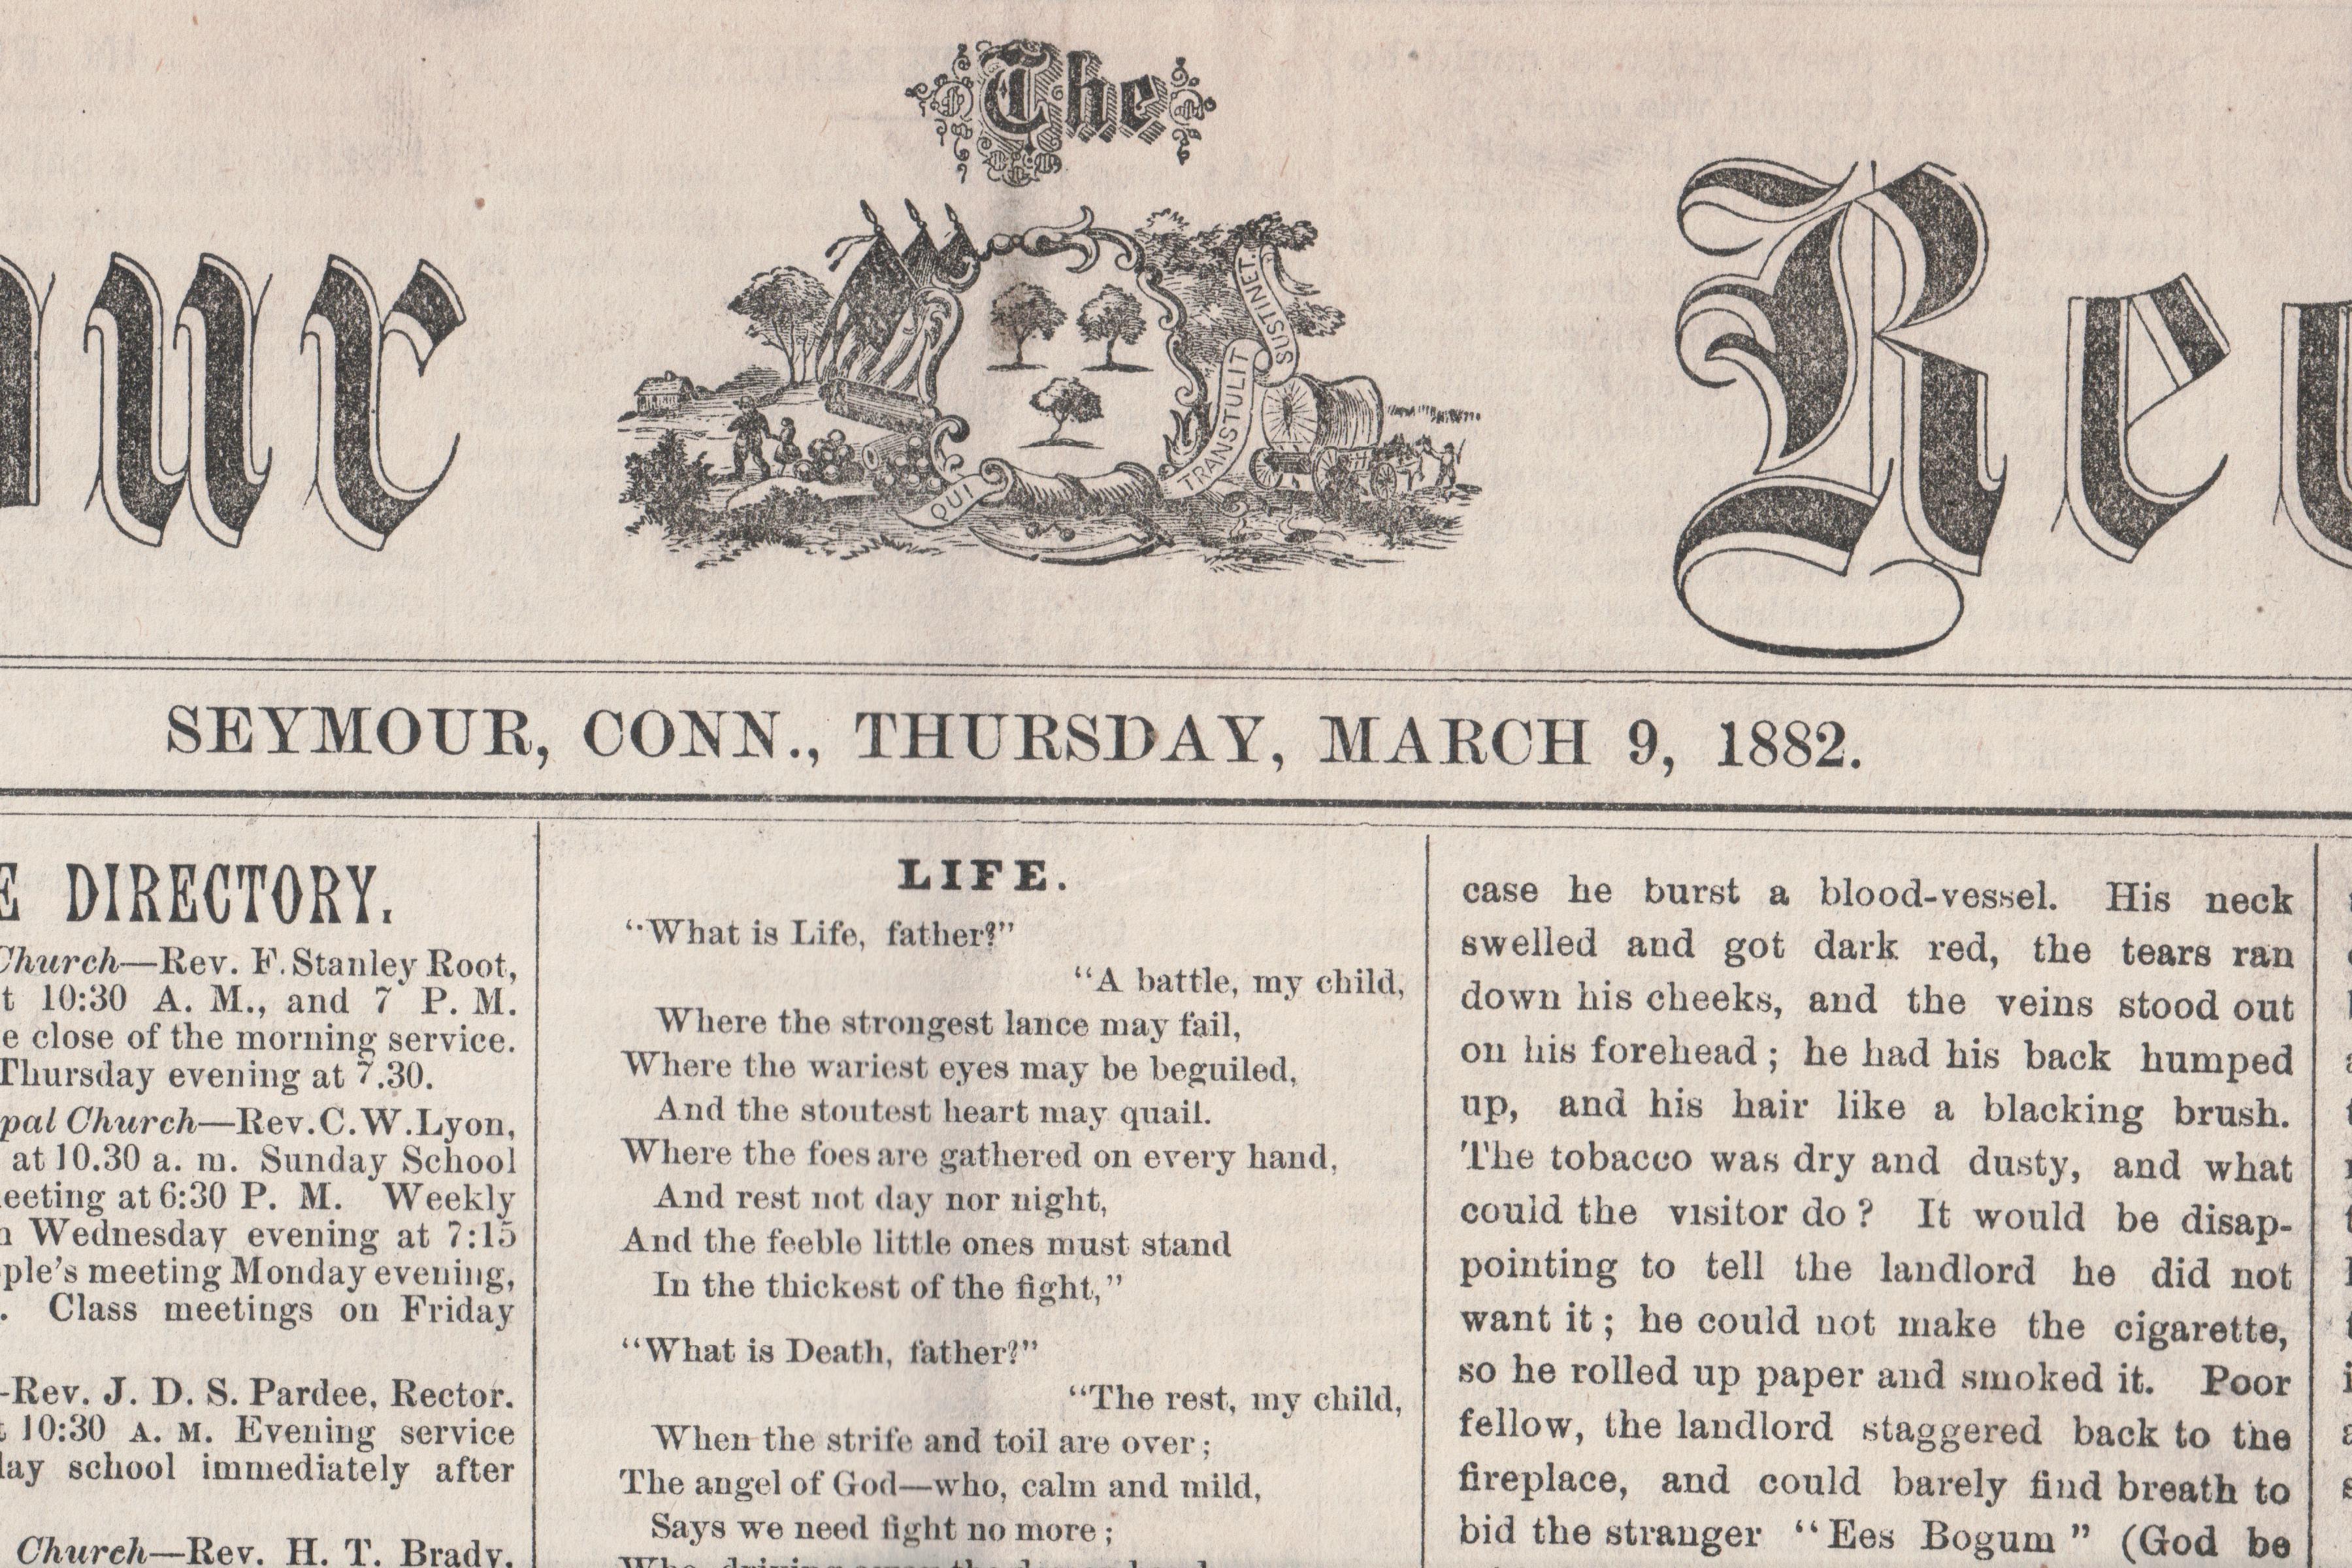 The
our Re
QUI TRANSTULIT SUSTINET
SEYMOUR, CONN., THURSDAY, MARCH 9, 1882.
E DIRECTORY.
Church—Rev. F. Stanley Root,
t 10:30 A. M., and 7 P. M.
e close of the morning service.
Thursday evening at 7.30.
pal Church—Rev. C. W. Lyon,
at 10.30 a. m. Sunday School
eeting at 6:30 P. M. Weekly
n Wednesday evening at 7:15
ple's meeting Monday evening,
. Class meetings on Friday
-Rev. J. D. S. Pardee, Rector.
t 10:30 A. M. Evening service
day school immediately after
Church—Rev. H. T. Brady,
LIFE.
"What is Life, father?"
"A battle, my child,
Where the strongest lance may fail,
Where the wariest eyes may be beguiled,
And the stoutest heart may quail.
Where the foes are gathered on every hand,
And rest not day nor night,
And the feeble little ones must stand
In the thickest of the fight,"
"What is Death, father?"
"The rest, my child,
When the strife and toil are over;
The angel of God—who, calm and mild,
Says we need fight no more;
case he burst a blood-vessel. His neck
swelled and got dark red, the tears ran
down his cheeks, and the veins stood out
on his forehead; he had his back humped
up, and his hair like a blacking brush.
The tobacco was dry and dusty, and what
could the visitor do? It would be disap-
pointing to tell the landlord he did not
want it; he could not make the cigarette,
so he rolled up paper and smoked it. Poor
fellow, the landlord staggered back to the
fireplace, and could barely find breath to
bid the stranger "Ees Bogum" (God be